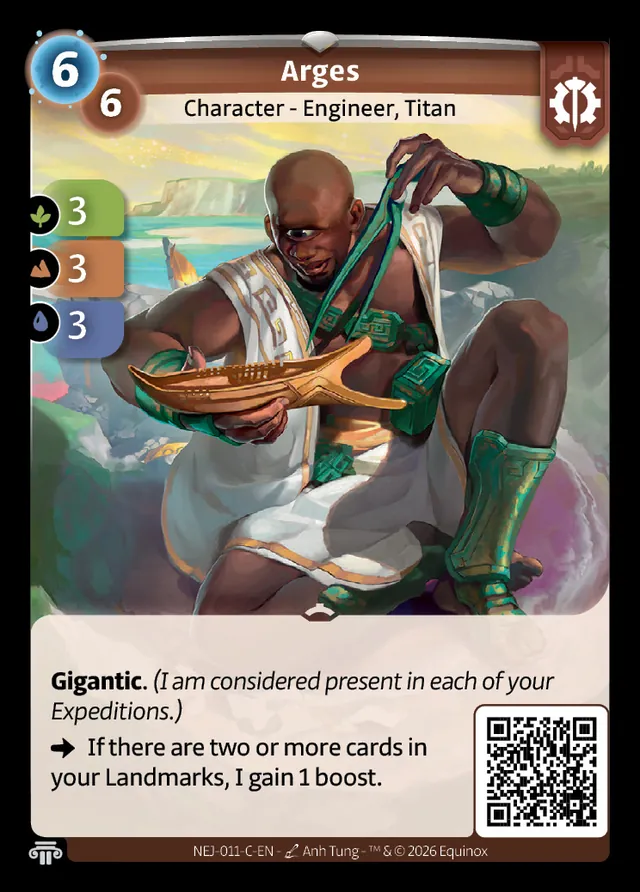 6
6
Arges
Character - Engineer, Titan
3
3
3
Gigantic. (I am considered present in each of your
Expeditions.)
If there are two or more cards in
your Landmarks, I gain 1 boost.
NEJ-011-C-EN - Anh Tung - ™ & © 2026 Equinox